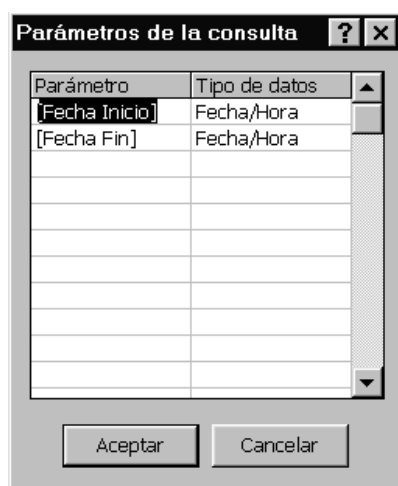 Parámetros de la consulta ? ×
Parámetro Tipo de datos
[Fecha Inicio] Fecha/Hora
[Fecha Fin] Fecha/Hora
Aceptar Cancelar